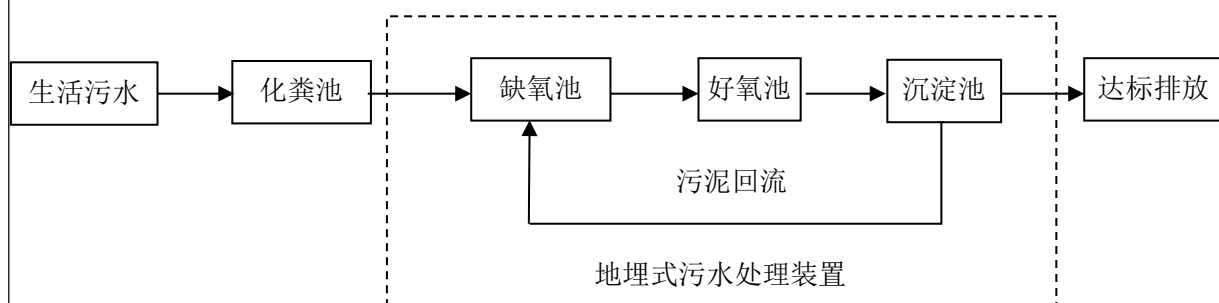 生活污水
化粪池
缺氧池
好氧池
沉淀池
达标排放
污泥回流
地埋式污水处理装置